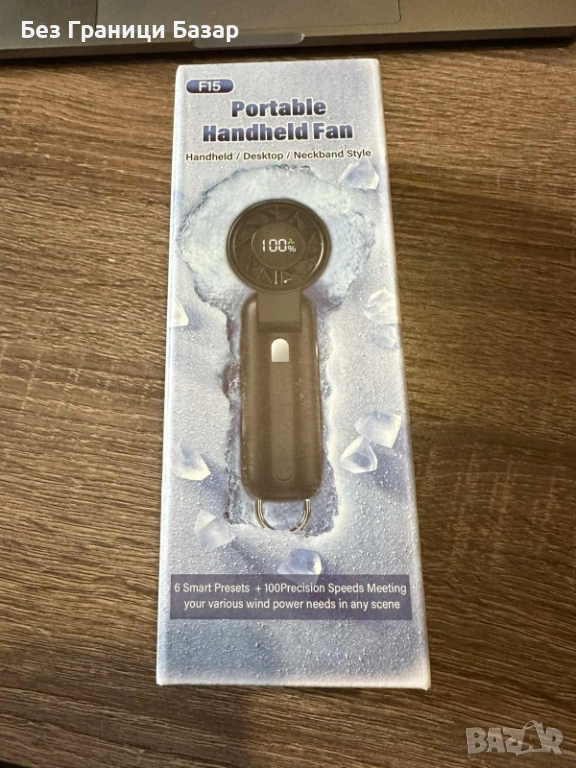 Без Граници Базар
F15
Portable
Handheld Fan
Handheld / Desktop / Neckband Style
100%
6 Smart Presets + 100Precision Speeds Meeting
your various wind power needs in any scene
BAZAR